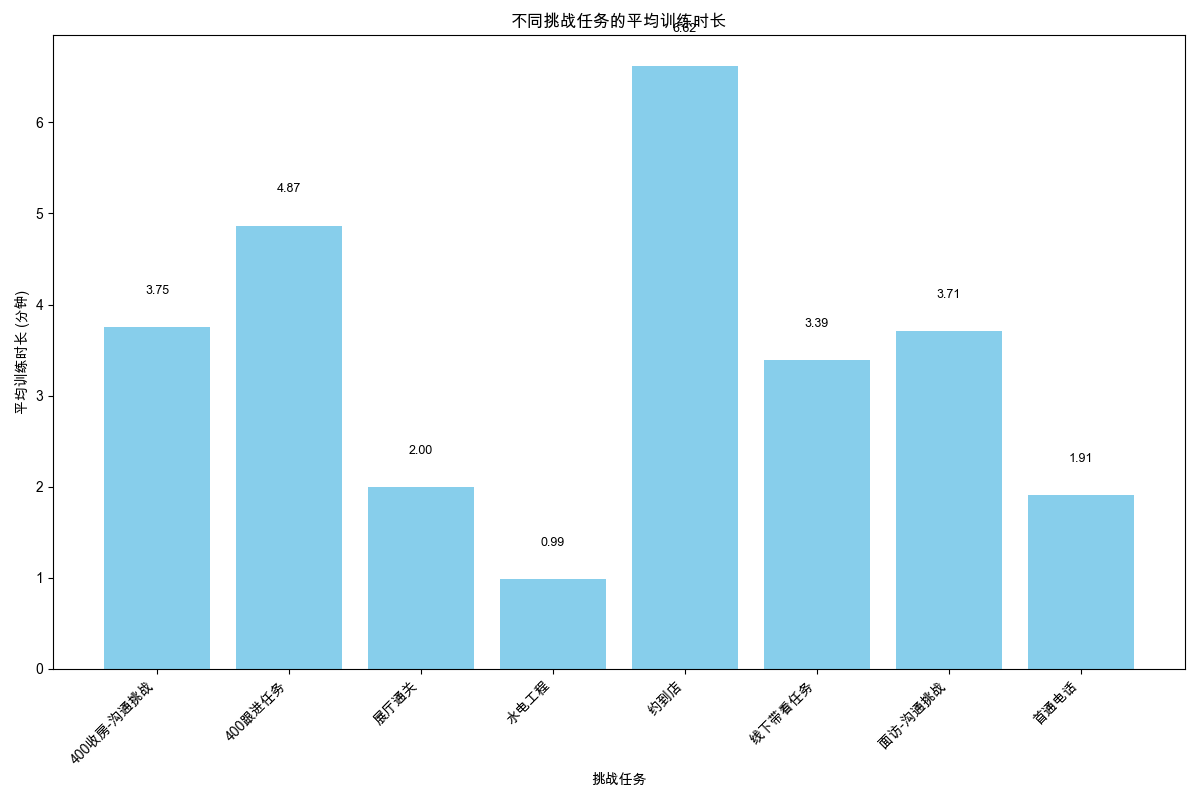 不同挑战任务的平均训练时长
6.62
4.87
3.75
3.71
3.39
2.00
1.91
0.99
平均训练时长 (分钟)
6
5
4
3
2
1
0
400收房-沟通挑战
400跟进任务
展厅通关
水电工程
约到店
线下带看任务
面访-沟通挑战
首通电话
挑战任务